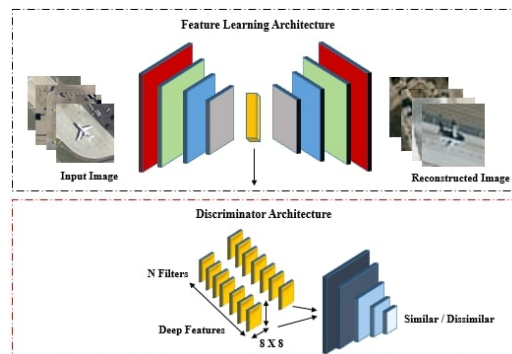 Feature Learning Architecture
Input Image
Reconstructed Image
Discriminator Architecture
N Filters
Deep Features
8 X 8
Similar / Dissimilar